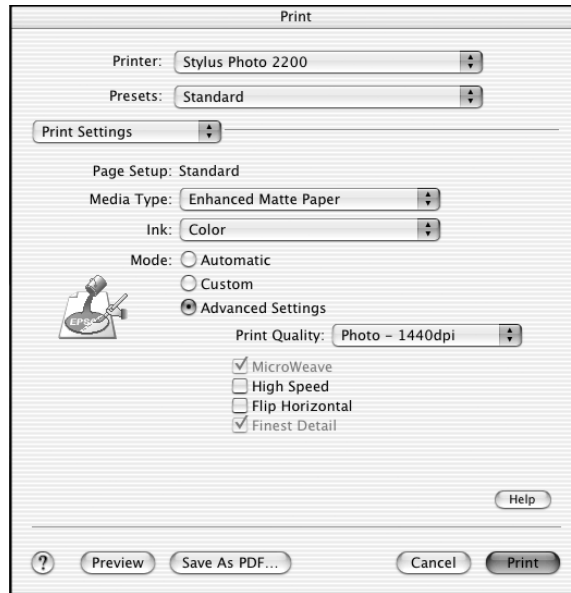 Print
Printer: Stylus Photo 2200
Presets: Standard
Print Settings
Page Setup: Standard
Media Type: Enhanced Matte Paper
Ink: Color
Mode: Automatic
Custom
EPSO
Advanced Settings
Print Quality: Photo – 1440dpi
MicroWeave
High Speed
Flip Horizontal
Finest Detail
Help
? Preview Save As PDF... Cancel Print